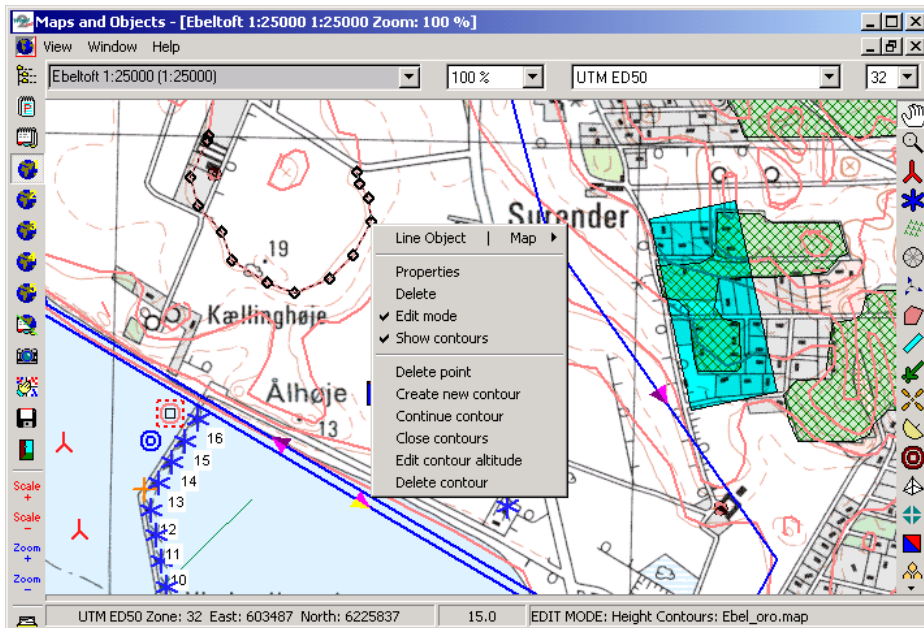 Maps and Objects - [Ebeltoft 1:25000 1:25000 Zoom: 100 %]
View Window Help
Ebeltoft 1:25000 (1:25000) 100 % UTM ED50 32
Surender
19
Kællinghøje
Ålhøje
13
16
15
14
13
12
11
10
Line Object | Map
Properties
Delete
Edit mode
Show contours
Delete point
Create new contour
Continue contour
Close contours
Edit contour altitude
Delete contour
Scale
+
Scale
-
Zoom
+
Zoom
-
UTM ED50 Zone: 32 East: 603487 North: 6225837 15.0 EDIT MODE: Height Contours: Ebel_oro.map